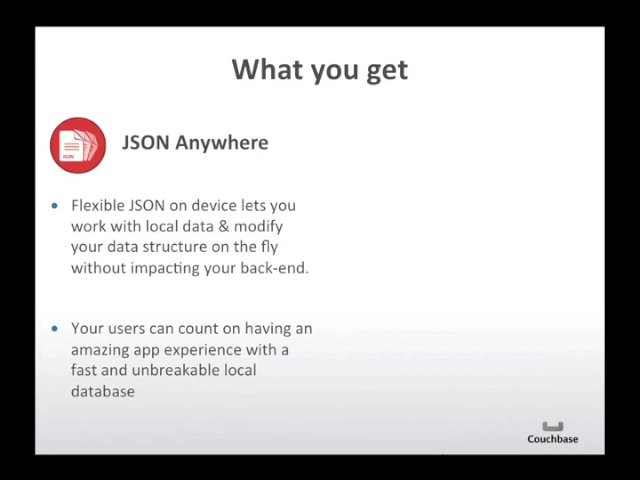 What you get
JSON
JSON Anywhere
• Flexible JSON on device lets you
work with local data & modify
your data structure on the fly
without impacting your back-end.
• Your users can count on having an
amazing app experience with a
fast and unbreakable local
database
Couchbase